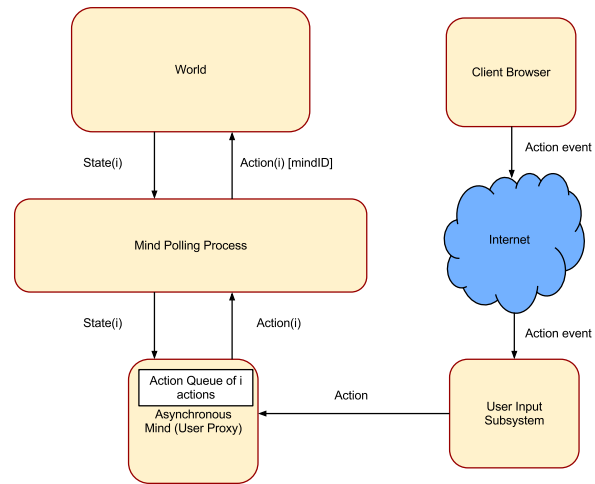 World
Client Browser
State(i)
Action(i) [mindID]
Action event
Mind Polling Process
Internet
State(i)
Action(i)
Action event
Action Queue of i
actions
Asynchronous
Mind (User Proxy)
Action
User Input
Subsystem